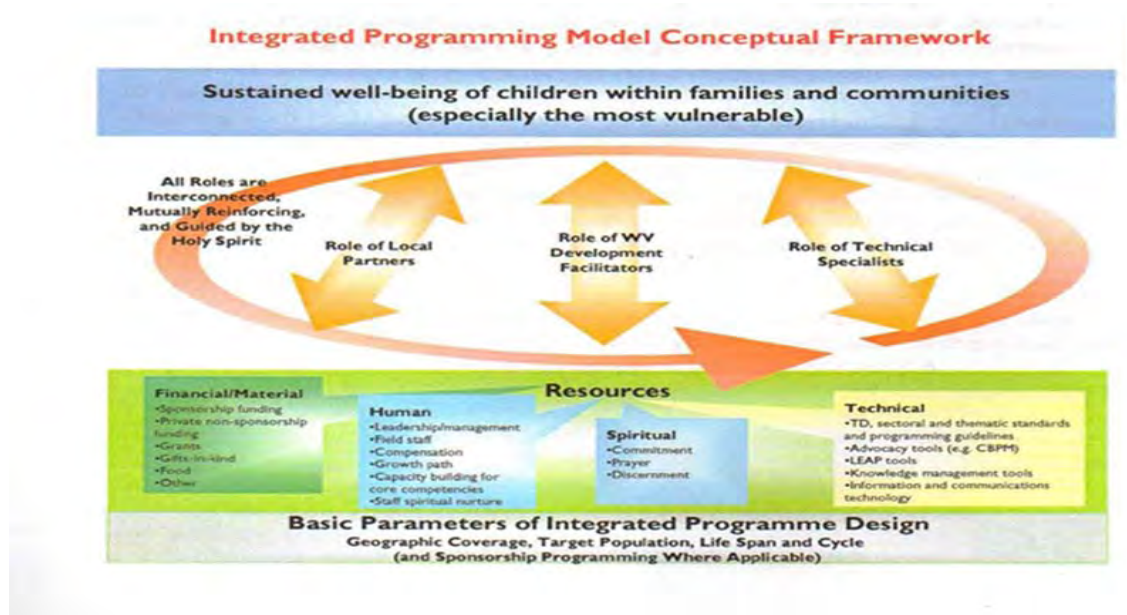 Integrated Programming Model Conceptual Framework
Sustained well-being of children within families and communities
(especially the most vulnerable)
All Roles are
Interconnected,
Mutually Reinforcing,
and Guided by the
Holy Spirit
Role of Local
Partners
Role of WV
Development
Facilitators
Role of Technical
Specialists
Resources
Financial/Material
•Sponsorship funding
•Private non-sponsorship
funding
•Grants
•Gifts-in-kind
•Food
•Other
Human
•Leadership/management
•Field staff
•Compensation
•Growth path
•Capacity building for
core competencies
•Staff spiritual nurture
Spiritual
•Commitment
•Prayer
•Discernment
Technical
•TD, sectoral and thematic standards
and programming guidelines
•Advocacy tools (e.g. CBPM)
•LEAP tools
•Knowledge management tools
•Information and communications
technology
Basic Parameters of Integrated Programme Design
Geographic Coverage, Target Population, Life Span and Cycle
(and Sponsorship Programming Where Applicable)